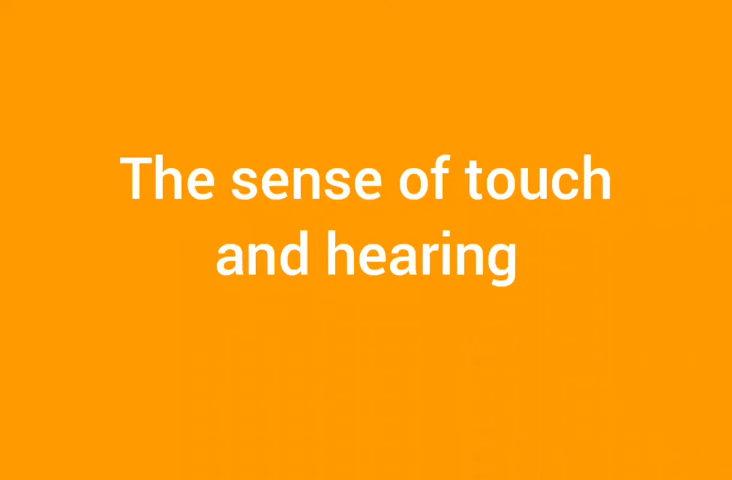 The sense of touch
and hearing